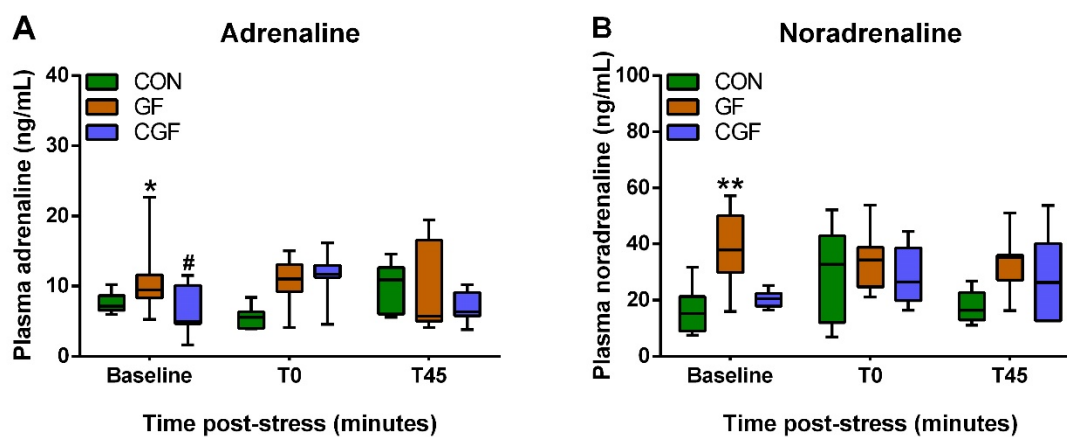 A
Adrenaline
Plasma adrenaline (ng/mL)
40
30
20
10
0
CON
GF
CGF
*
#
Baseline
T0
T45
Time post-stress (minutes)
B
Noradrenaline
Plasma noradrenaline (ng/mL)
100
80
60
40
20
0
CON
GF
CGF
**
Baseline
T0
T45
Time post-stress (minutes)